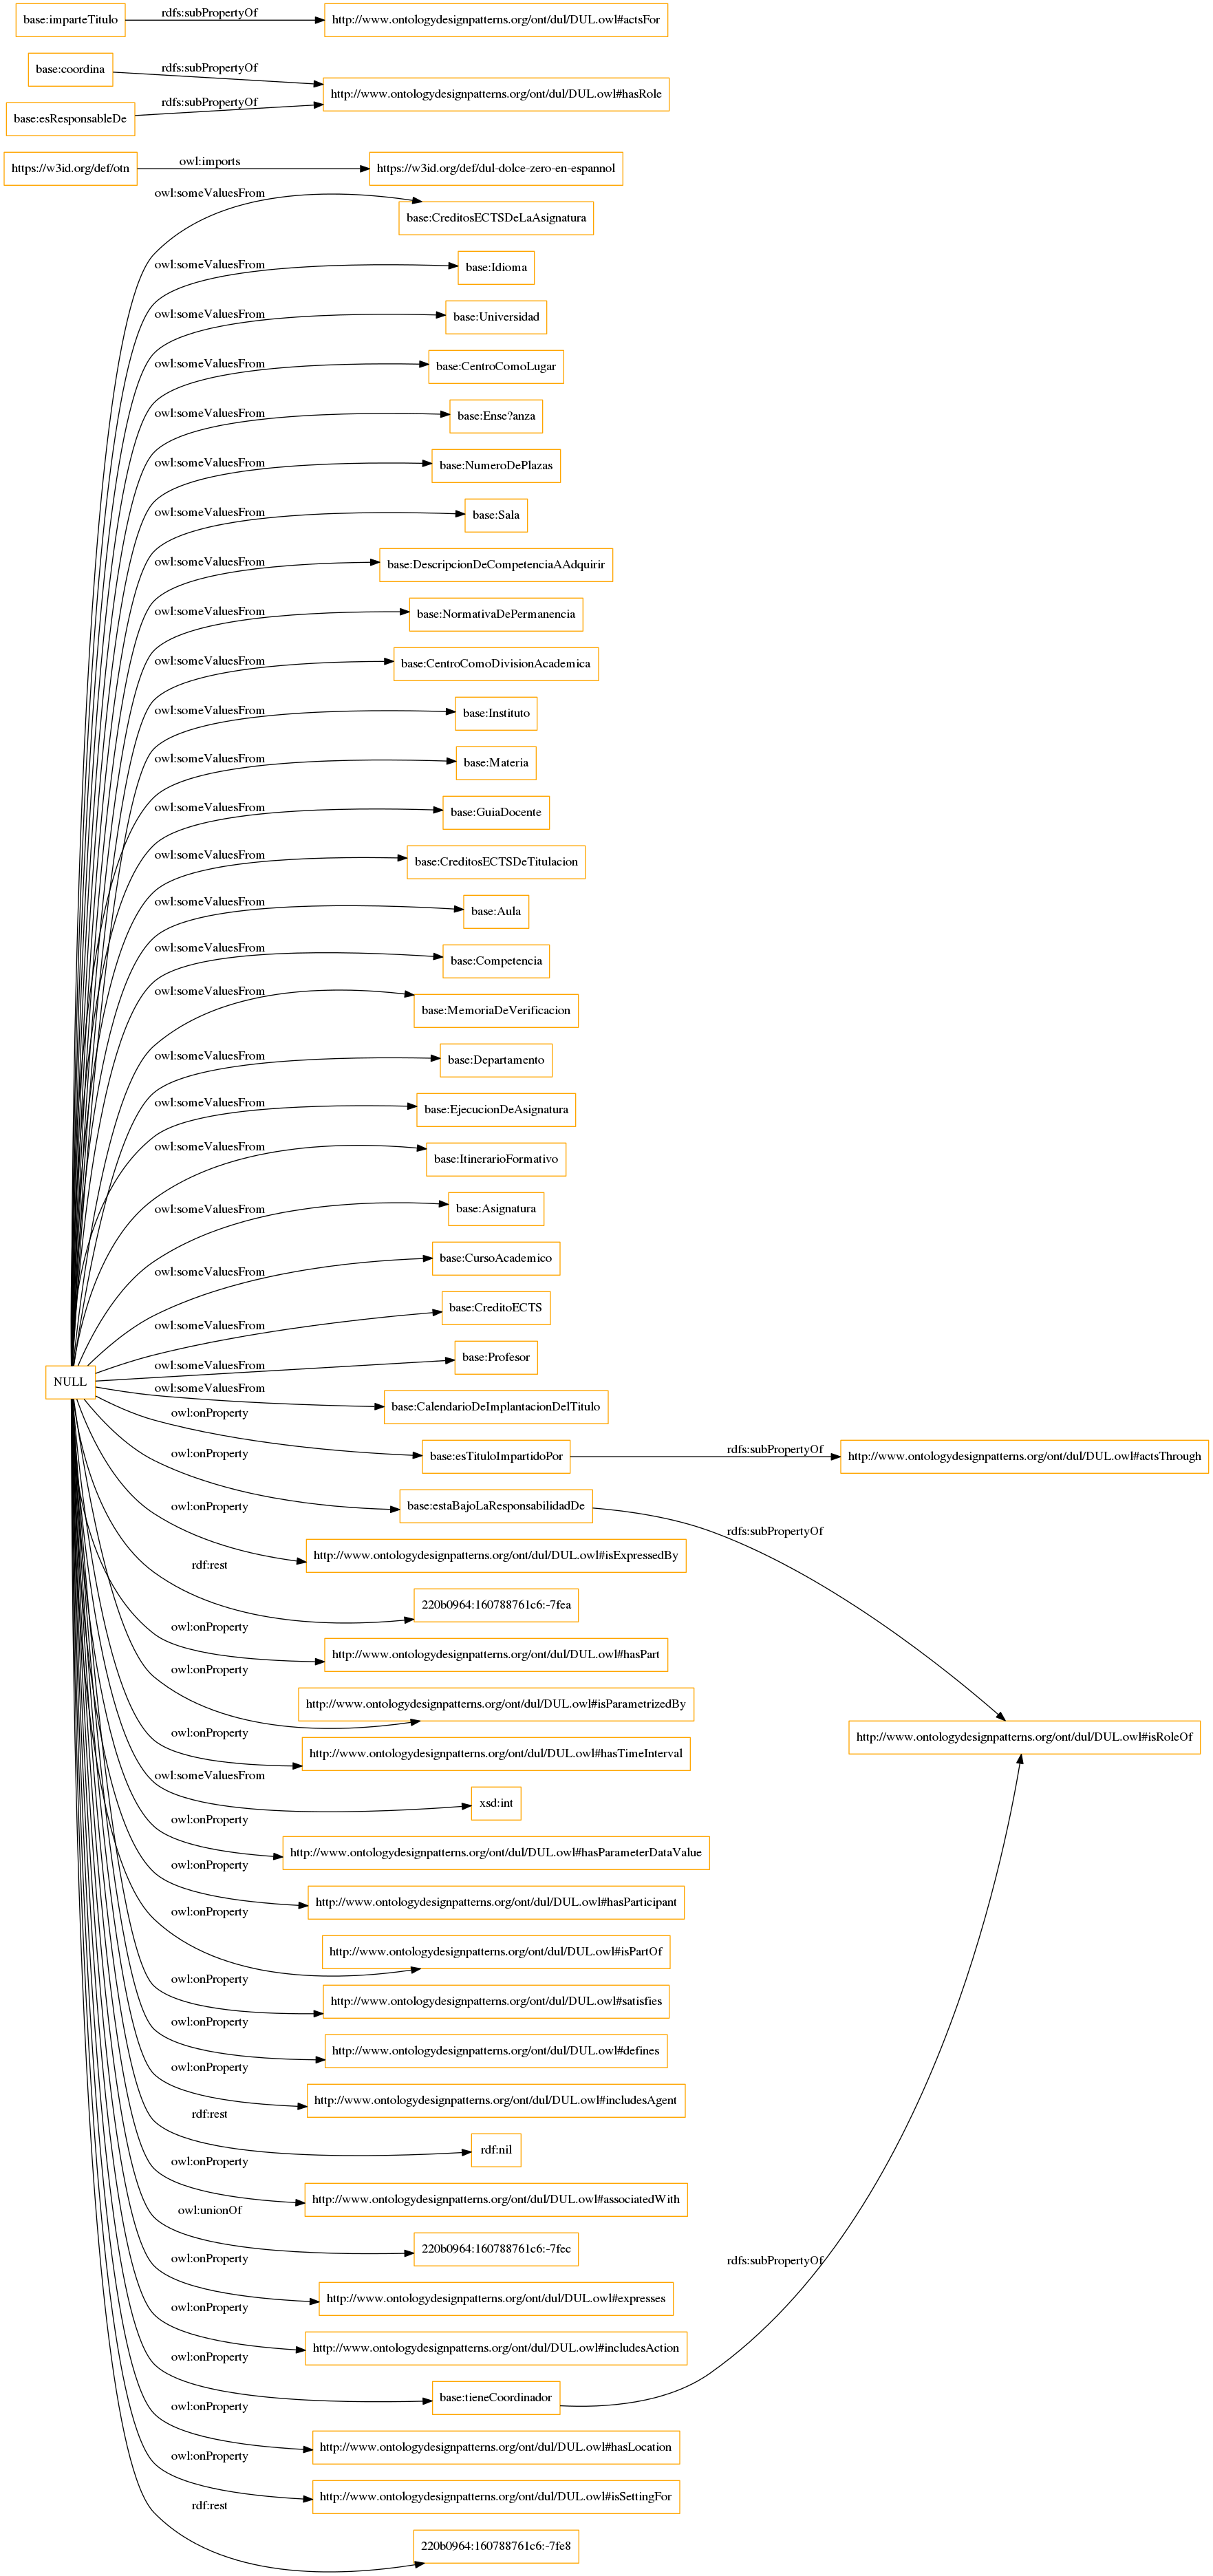 base:imparteTitulo
rdfs:subPropertyOf
http://www.ontologydesignpatterns.org/ont/dul/DUL.owl#actsFor
base:coordina
rdfs:subPropertyOf
http://www.ontologydesignpatterns.org/ont/dul/DUL.owl#hasRole
base:esResponsableDe
rdfs:subPropertyOf
https://w3id.org/def/otn
owl:imports
https://w3id.org/def/dul-dolce-zero-en-espannol
owl:someValuesFrom
base:CreditosECTSDeLaAsignatura
owl:someValuesFrom
base:Idioma
owl:someValuesFrom
base:Universidad
owl:someValuesFrom
base:CentroComoLugar
owl:someValuesFrom
base:Ense?anza
owl:someValuesFrom
base:NumeroDePlazas
owl:someValuesFrom
base:Sala
owl:someValuesFrom
base:DescripcionDeCompetenciaAAdquirir
owl:someValuesFrom
base:NormativaDePermanencia
owl:someValuesFrom
base:CentroComoDivisionAcademica
owl:someValuesFrom
base:Instituto
owl:someValuesFrom
base:Materia
owl:someValuesFrom
base:GuiaDocente
owl:someValuesFrom
base:CreditosECTSDeTitulacion
owl:someValuesFrom
base:Aula
owl:someValuesFrom
base:Competencia
owl:someValuesFrom
base:MemoriaDeVerificacion
owl:someValuesFrom
base:Departamento
owl:someValuesFrom
base:EjecucionDeAsignatura
owl:someValuesFrom
base:ItinerarioFormativo
owl:someValuesFrom
base:Asignatura
owl:someValuesFrom
base:CursoAcademico
owl:someValuesFrom
base:CreditoECTS
owl:someValuesFrom
base:Profesor
NULL
owl:someValuesFrom
base:CalendarioDeImplantacionDelTitulo
owl:onProperty
base:esTituloImpartidoPor
rdfs:subPropertyOf
http://www.ontologydesignpatterns.org/ont/dul/DUL.owl#actsThrough
owl:onProperty
base:estaBajoLaResponsabilidadDe
rdfs:subPropertyOf
owl:onProperty
http://www.ontologydesignpatterns.org/ont/dul/DUL.owl#isExpressedBy
rdf:rest
220b0964:160788761c6:-7fea
owl:onProperty
http://www.ontologydesignpatterns.org/ont/dul/DUL.owl#hasPart
owl:onProperty
http://www.ontologydesignpatterns.org/ont/dul/DUL.owl#isParametrizedBy
http://www.ontologydesignpatterns.org/ont/dul/DUL.owl#isRoleOf
owl:onProperty
http://www.ontologydesignpatterns.org/ont/dul/DUL.owl#hasTimeInterval
owl:someValuesFrom
xsd:int
owl:onProperty
http://www.ontologydesignpatterns.org/ont/dul/DUL.owl#hasParameterDataValue
owl:onProperty
http://www.ontologydesignpatterns.org/ont/dul/DUL.owl#hasParticipant
owl:onProperty
http://www.ontologydesignpatterns.org/ont/dul/DUL.owl#isPartOf
owl:onProperty
http://www.ontologydesignpatterns.org/ont/dul/DUL.owl#satisfies
owl:onProperty
http://www.ontologydesignpatterns.org/ont/dul/DUL.owl#defines
owl:onProperty
http://www.ontologydesignpatterns.org/ont/dul/DUL.owl#includesAgent
rdf:rest
rdf:nil
owl:onProperty
http://www.ontologydesignpatterns.org/ont/dul/DUL.owl#associatedWith
owl:unionOf
220b0964:160788761c6:-7fec
owl:onProperty
http://www.ontologydesignpatterns.org/ont/dul/DUL.owl#expresses
rdfs:subPropertyOf
owl:onProperty
http://www.ontologydesignpatterns.org/ont/dul/DUL.owl#includesAction
owl:onProperty
base:tieneCoordinador
owl:onProperty
http://www.ontologydesignpatterns.org/ont/dul/DUL.owl#hasLocation
owl:onProperty
http://www.ontologydesignpatterns.org/ont/dul/DUL.owl#isSettingFor
rdf:rest
220b0964:160788761c6:-7fe8